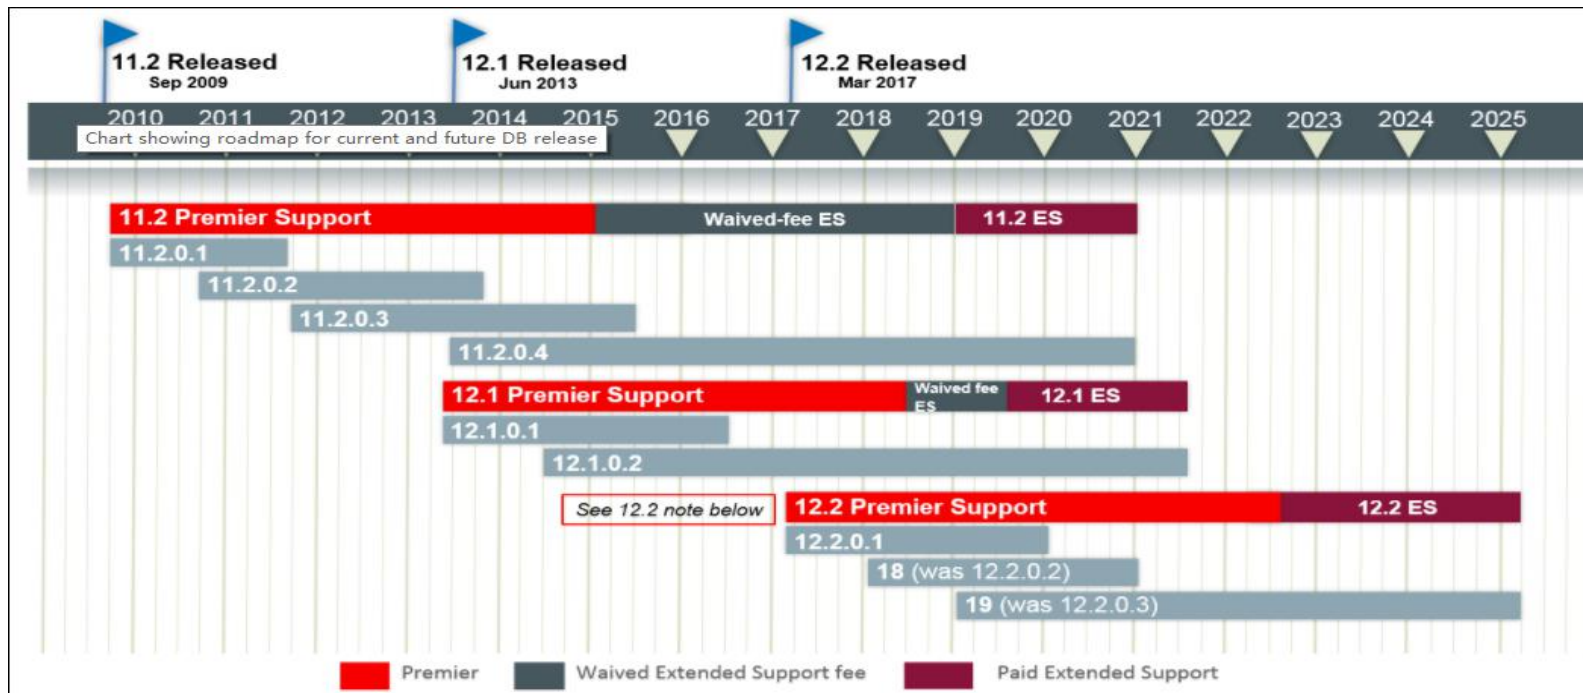 11.2 Released
Sep 2009
12.1 Released
Jun 2013
12.2 Released
Mar 2017
2010 2011 2012 2013 2014 2015 2016 2017 2018 2019 2020 2021 2022 2023 2024 2025
Chart showing roadmap for current and future DB release
11.2 Premier Support Waived-fee ES 11.2 ES
11.2.0.1
11.2.0.2
11.2.0.3
11.2.0.4
12.1 Premier Support Waived fee ES 12.1 ES
12.1.0.1
12.1.0.2
See 12.2 note below 12.2 Premier Support 12.2 ES
12.2.0.1
18 (was 12.2.0.2)
19 (was 12.2.0.3)
Premier Waived Extended Support fee Paid Extended Support